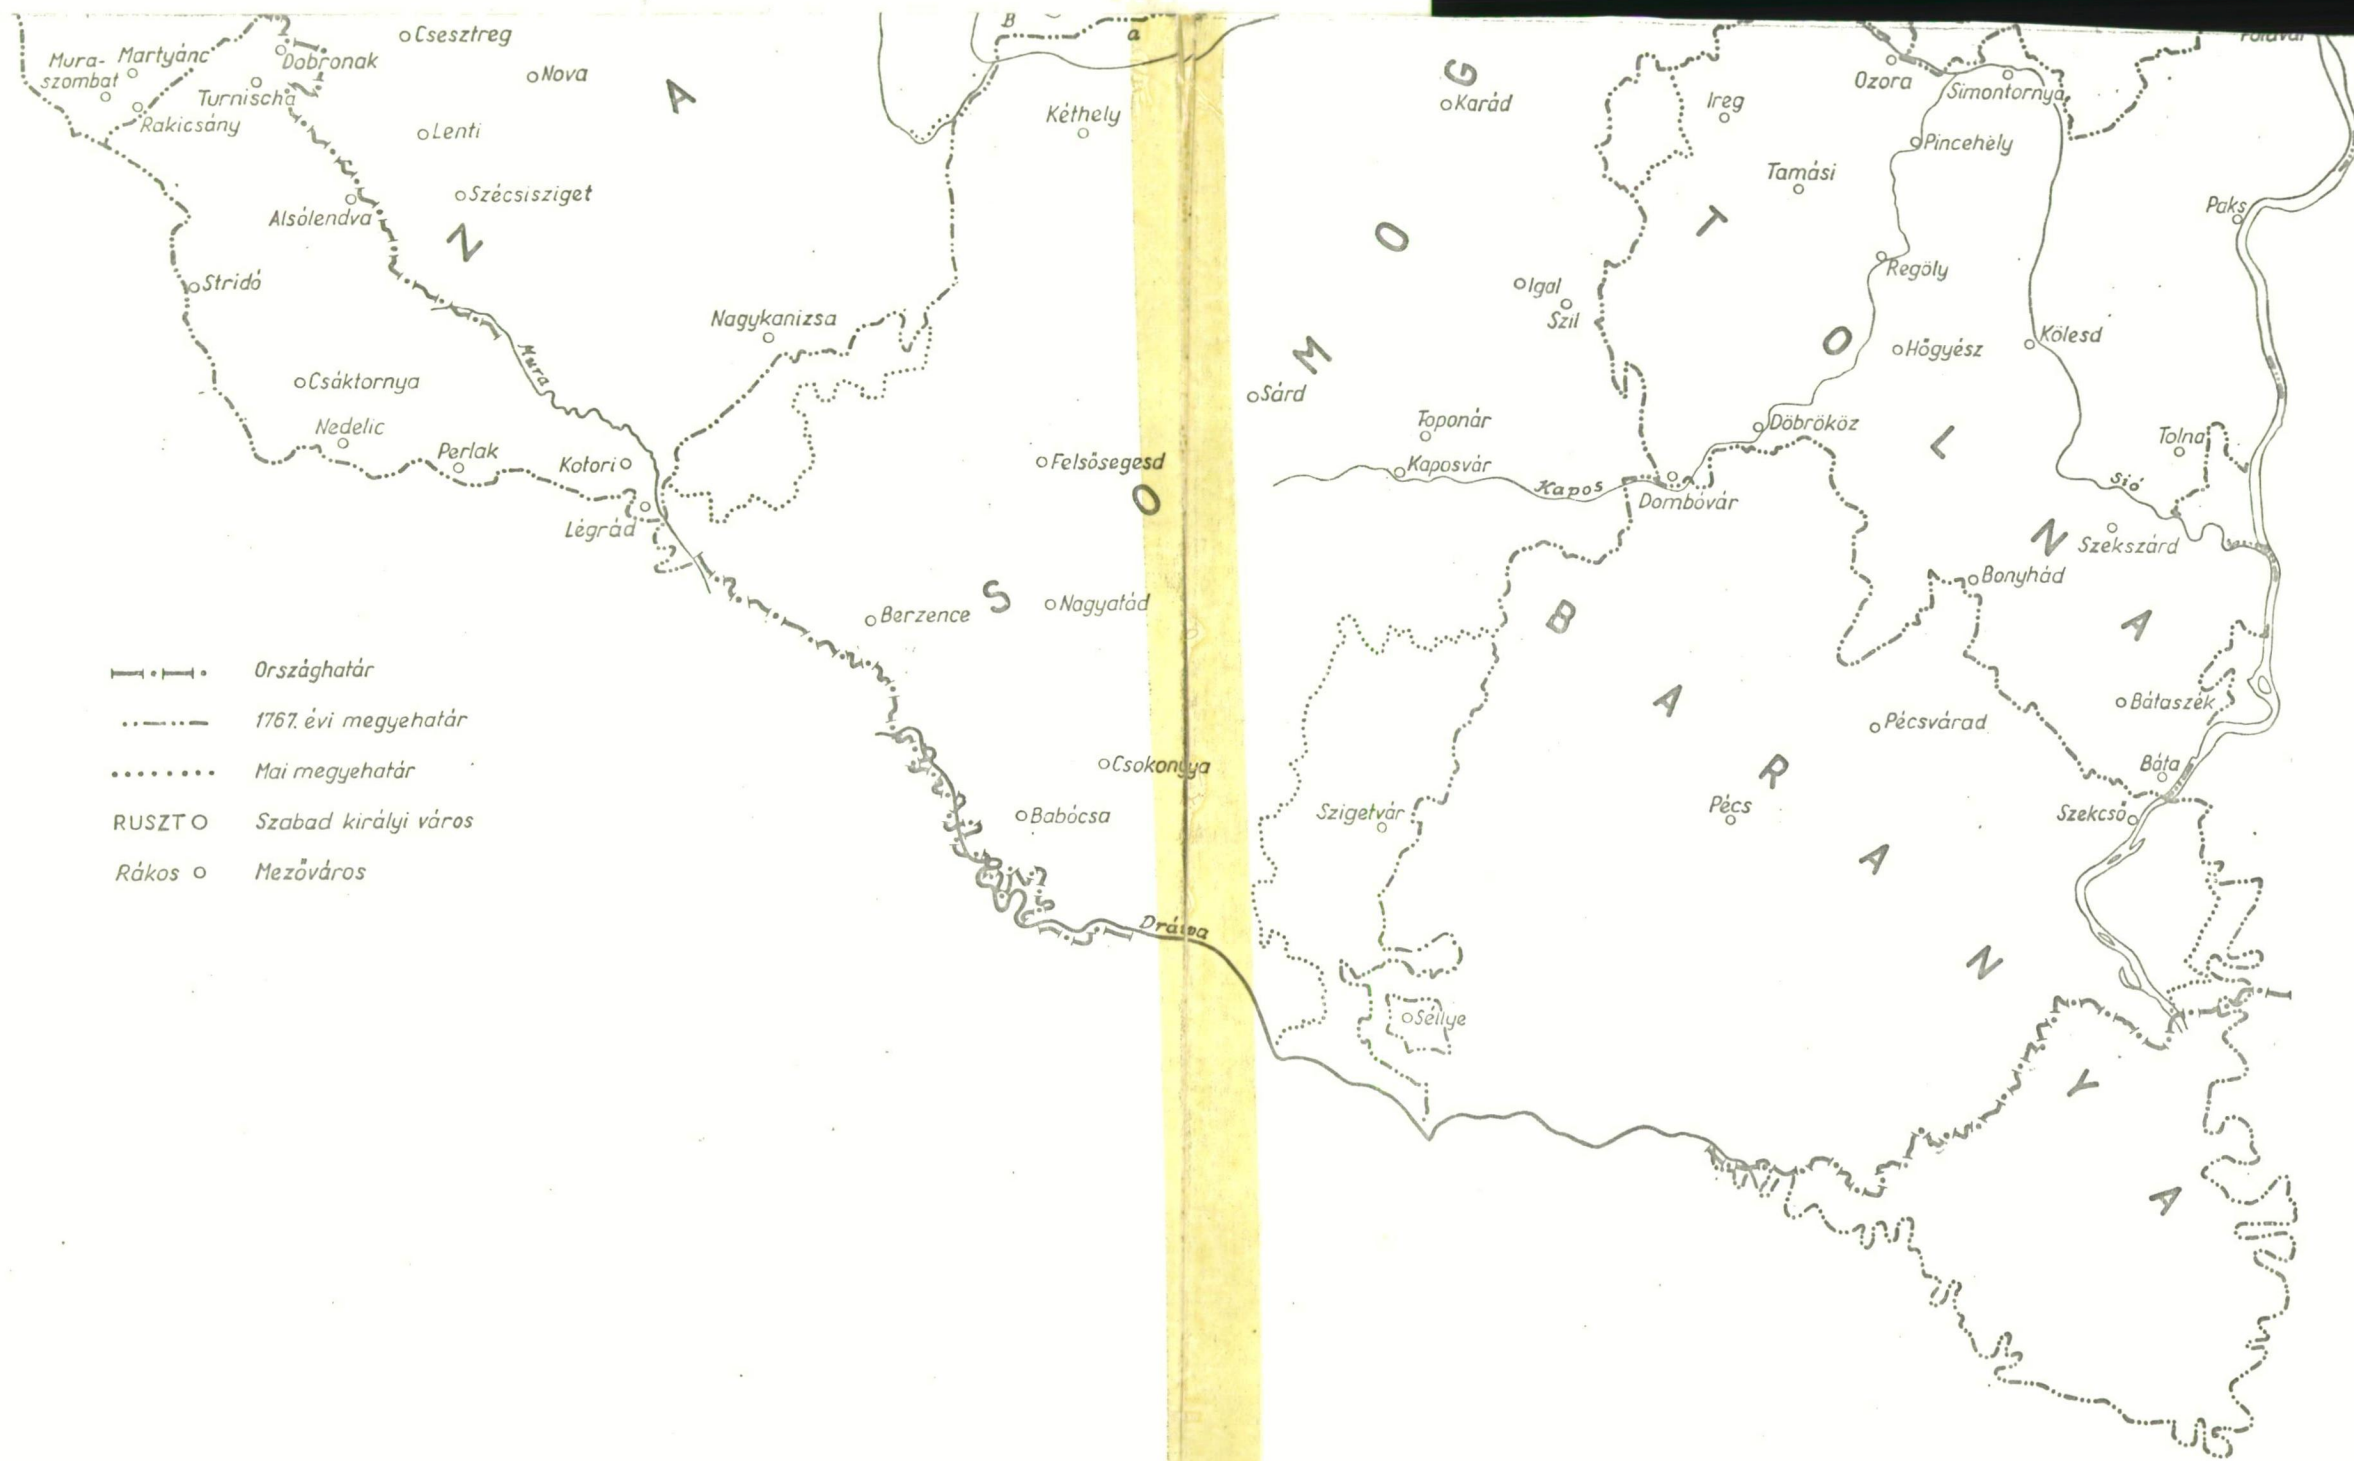 B
a
Földvár
Csesztreg
Mura-
szombat
Martyánc
Dobronak
Nova
Turnischa
Rakicsány
Lenti
Kéthely
Szécsisziget
Alsólendva
Stridó
Nagykanizsa
Mura
Csáktornya
Nedelic
Perlak
Kotori
Légrád
Felsősegesd
Nagyatád
Berzence
Csokonya
Babócsa
Dráva
N
A
S
O
M
O
G
Karád
Ireg
Ozora
Simontornya
Pincehely
Tamási
Paks
Regöly
Igal
Szil
Hőgyész
Kölesd
Sárd
Toponár
Kaposvár
Kapos
Döbrököz
Dombóvár
Tolna
Sió
Szekszárd
Bonyhád
T
O
L
N
A
Bátaszék
Báta
Szekcső
Pécsvárad
Pécs
Szigetvár
Séllye
B
A
R
A
N
Y
A
Országhatár
1767. évi megyehatár
Mai megyehatár
RUSZT Szabad királyi város
Rákos Mezőváros